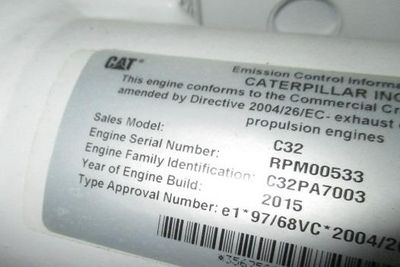 CAT®
Emission Control Informa
CATERPILLAR INC
This engine conforms to the Commercial Cr
amended by Directive 2004/26/EC- exhaust
propulsion engines
Sales Model: C32
Engine Serial Number: RPM00533
Engine Family Identification: C32PA7003
Year of Engine Build: 2015
Type Approval Number: e1*97/68VC*2004/26